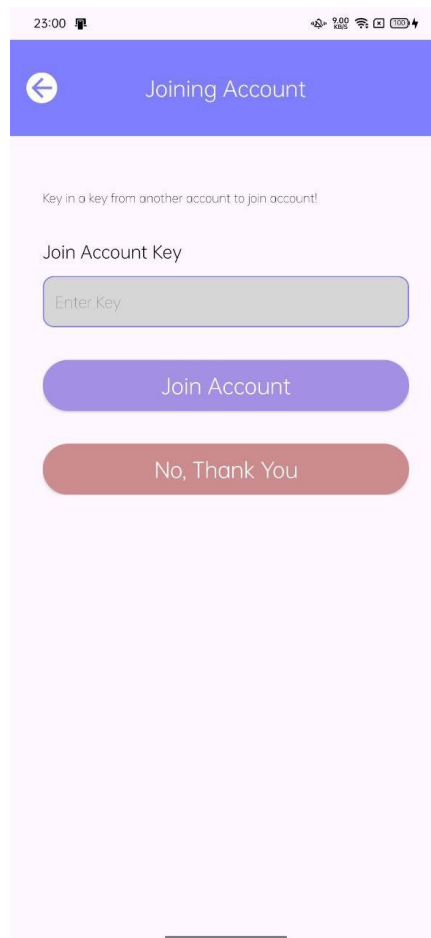 23:00
9.00
KB/S
100
Joining Account
Key in a key from another account to join account!
Join Account Key
Enter Key
Join Account
No, Thank You